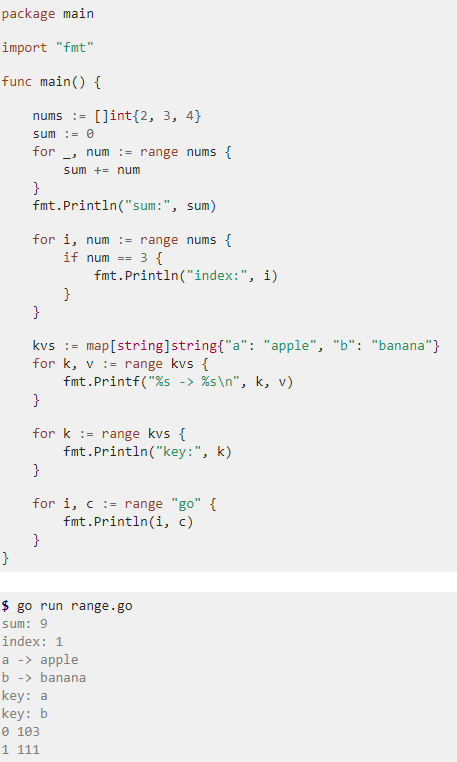 package main
import "fmt"
func main() {
    nums := []int{2, 3, 4}
    sum := 0
    for _, num := range nums {
        sum += num
    }
    fmt.Println("sum:", sum)
    for i, num := range nums {
        if num == 3 {
            fmt.Println("index:", i)
        }
    }
    kvs := map[string]string{"a": "apple", "b": "banana"}
    for k, v := range kvs {
        fmt.Printf("%s -> %s\n", k, v)
    }
    for k := range kvs {
        fmt.Println("key:", k)
    }
    for i, c := range "go" {
        fmt.Println(i, c)
    }
}
$ go run range.go
sum: 9
index: 1
a -> apple
b -> banana
key: a
key: b
0 103
1 111